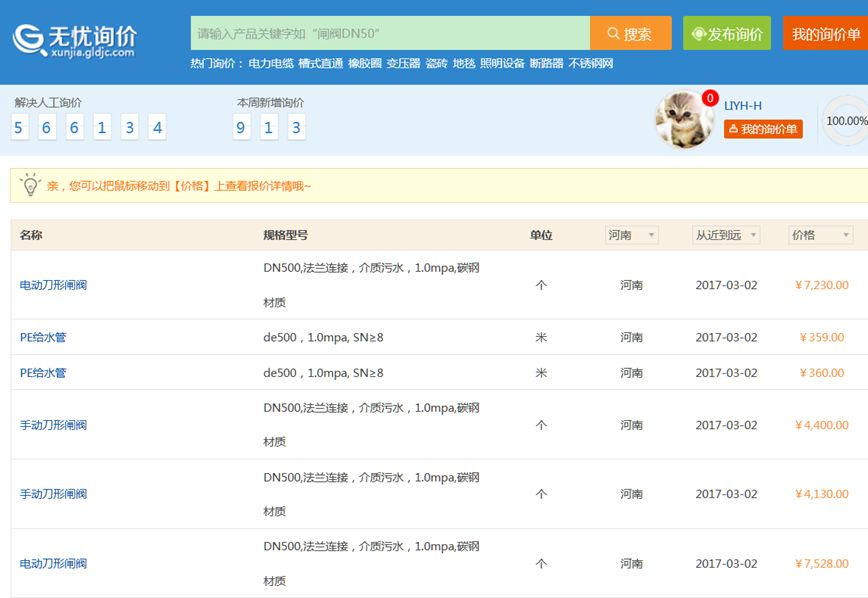 无忧询价
xunjia.gldjc.com
请输入产品关键字如“闸阀DN50”
搜索
发布询价
我的询价单
热门询价： 电力电缆 槽式直通 橡胶圈 变压器 瓷砖 地毯 照明设备 断路器 不锈钢网
解决人工询价
5 6 6 1 3 4
本周新增询价
9 1 3
0
LIYH-H
我的询价单
100.00%
亲，您可以把鼠标移动到【价格】上查看报价详情哦~
名称 规格型号 单位 河南 从近到远 价格
电动刀形闸阀 DN500,法兰连接，介质污水，1.0mpa,碳钢 个 河南 2017-03-02 ￥7,230.00
材质
PE给水管 de500，1.0mpa, SN≥8 米 河南 2017-03-02 ￥359.00
PE给水管 de500，1.0mpa, SN≥8 米 河南 2017-03-02 ￥360.00
手动刀形闸阀 DN500,法兰连接，介质污水，1.0mpa,碳钢 个 河南 2017-03-02 ￥4,400.00
材质
手动刀形闸阀 DN500,法兰连接，介质污水，1.0mpa,碳钢 个 河南 2017-03-02 ￥4,130.00
材质
电动刀形闸阀 DN500,法兰连接，介质污水，1.0mpa,碳钢 个 河南 2017-03-02 ￥7,528.00
材质